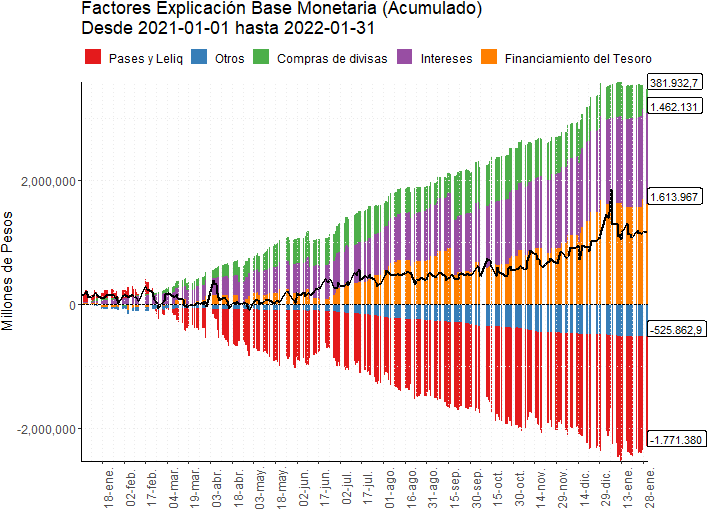 Factores Explicación Base Monetaria (Acumulado)
Desde 2021-01-01 hasta 2022-01-31
Pases y Leliq Otros Compras de divisas Intereses Financiamiento del Tesoro
Millones de Pesos
2,000,000
0
-2,000,000
381.932,7
1.462.131
1.613.967
-525.862,9
-1.771.380
18-ene. 02-feb. 17-feb. 04-mar. 19-mar. 03-abr. 18-abr. 03-may. 18-may. 02-jun. 17-jun. 02-jul. 17-jul. 01-ago. 16-ago. 31-ago. 15-sep. 30-sep. 15-oct. 30-oct. 14-nov. 29-nov. 14-dic. 29-dic. 13-ene. 28-ene.